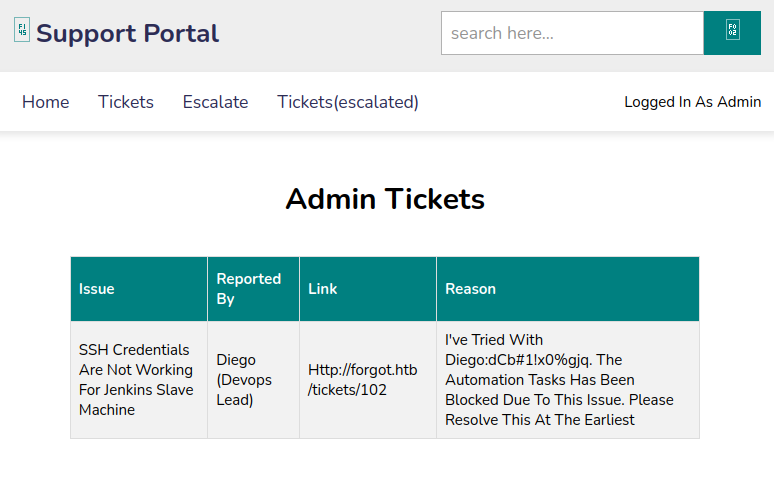 Support Portal
search here...
Home Tickets Escalate Tickets(escalated) Logged In As Admin
Admin Tickets
Issue
Reported
By
Link
Reason
SSH Credentials
Are Not Working
For Jenkins Slave
Machine
Diego
(Devops
Lead)
Http://forgot.htb
/tickets/102
I've Tried With
Diego:dCb#1!x0%gjq. The
Automation Tasks Has Been
Blocked Due To This Issue. Please
Resolve This At The Earliest